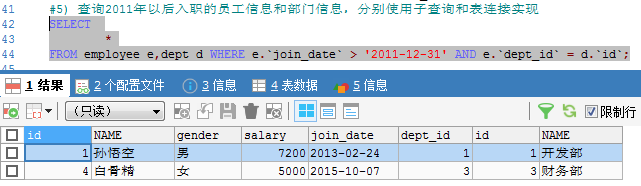 41 #5) 查询2011年以后入职的员工信息和部门信息，分别使用子查询和表连接实现
42 SELECT
43 *
44 FROM employee e,dept d WHERE e.`join_date` > '2011-12-31' AND e.`dept_id` = d.`id`;
1 结果 2 个配置文件 3 信息 4 表数据 5 信息
（只读） 限制行
id NAME gender salary join_date dept_id id NAME
1 孙悟空 男 7200 2013-02-24 1 1 开发部
4 白骨精 女 5000 2015-10-07 3 3 财务部